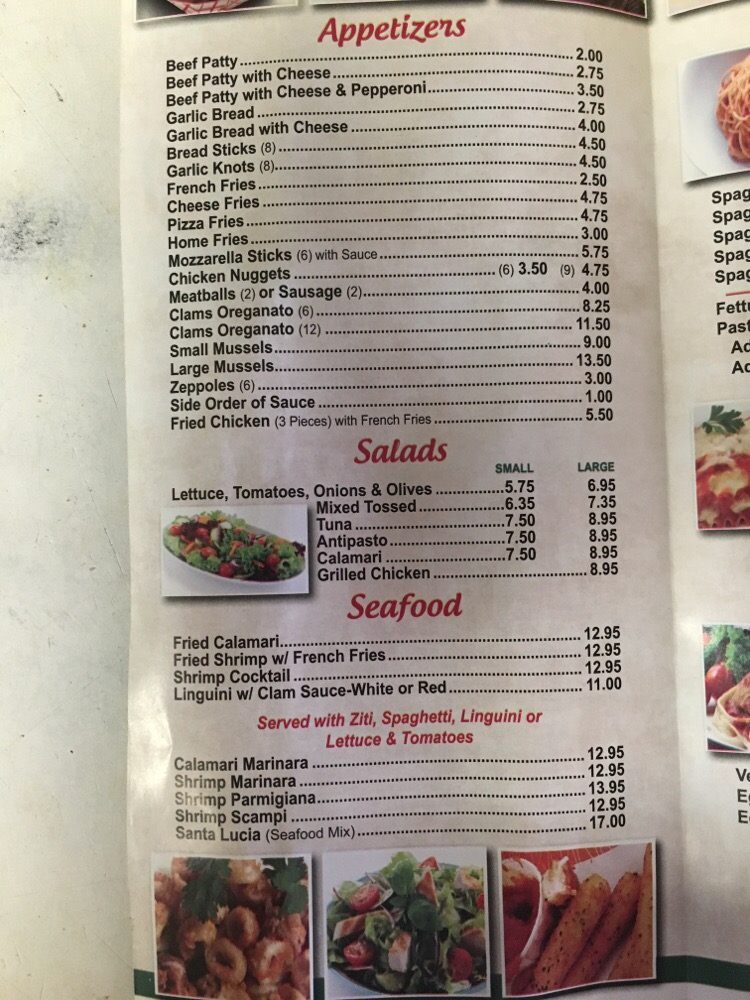 Appetizers
Beef Patty 2.00
Beef Patty with Cheese 2.75
Beef Patty with Cheese & Pepperoni 3.50
Garlic Bread 2.75
Garlic Bread with Cheese 4.00
Bread Sticks (8) 4.50
Garlic Knots (8) 4.50
French Fries 2.50
Cheese Fries 4.75
Pizza Fries 4.75
Home Fries 3.00
Mozzarella Sticks (6) with Sauce 5.75
Chicken Nuggets (6) 3.50 (9) 4.75
Meatballs (2) or Sausage (2) 4.00
Clams Oreganato (6) 8.25
Clams Oreganato (12) 11.50
Small Mussels 9.00
Large Mussels 13.50
Zeppoles (6) 3.00
Side Order of Sauce 1.00
Fried Chicken (3 Pieces) with French Fries 5.50
Salads
SMALL LARGE
Lettuce, Tomatoes, Onions & Olives 5.75 6.95
Mixed Tossed 6.35 7.35
Tuna 7.50 8.95
Antipasto 7.50 8.95
Calamari 7.50 8.95
Grilled Chicken 8.95
Seafood
Fried Calamari 12.95
Fried Shrimp w/ French Fries 12.95
Shrimp Cocktail 12.95
Linguini w/ Clam Sauce-White or Red 11.00
Served with Ziti, Spaghetti, Linguini or
Lettuce & Tomatoes
Calamari Marinara 12.95
Shrimp Marinara 12.95
Shrimp Parmigiana 13.95
Shrimp Scampi 12.95
Santa Lucia (Seafood Mix) 17.00